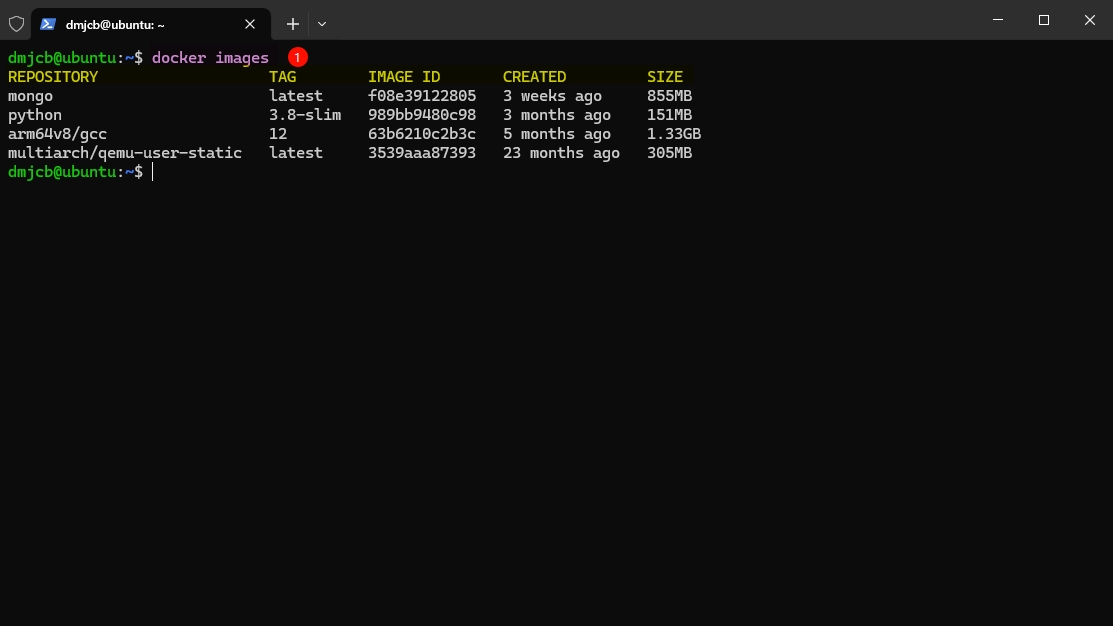 dmjcb@ubuntu: ~
dmjcb@ubuntu:~$ docker images 1
REPOSITORY TAG IMAGE ID CREATED SIZE
mongo latest f08e39122805 3 weeks ago 855MB
python 3.8-slim 989bb9480c98 3 months ago 151MB
arm64v8/gcc 12 63b6210c2b3c 5 months ago 1.33GB
multiarch/qemu-user-static latest 3539aaa87393 23 months ago 305MB
dmjcb@ubuntu:~$